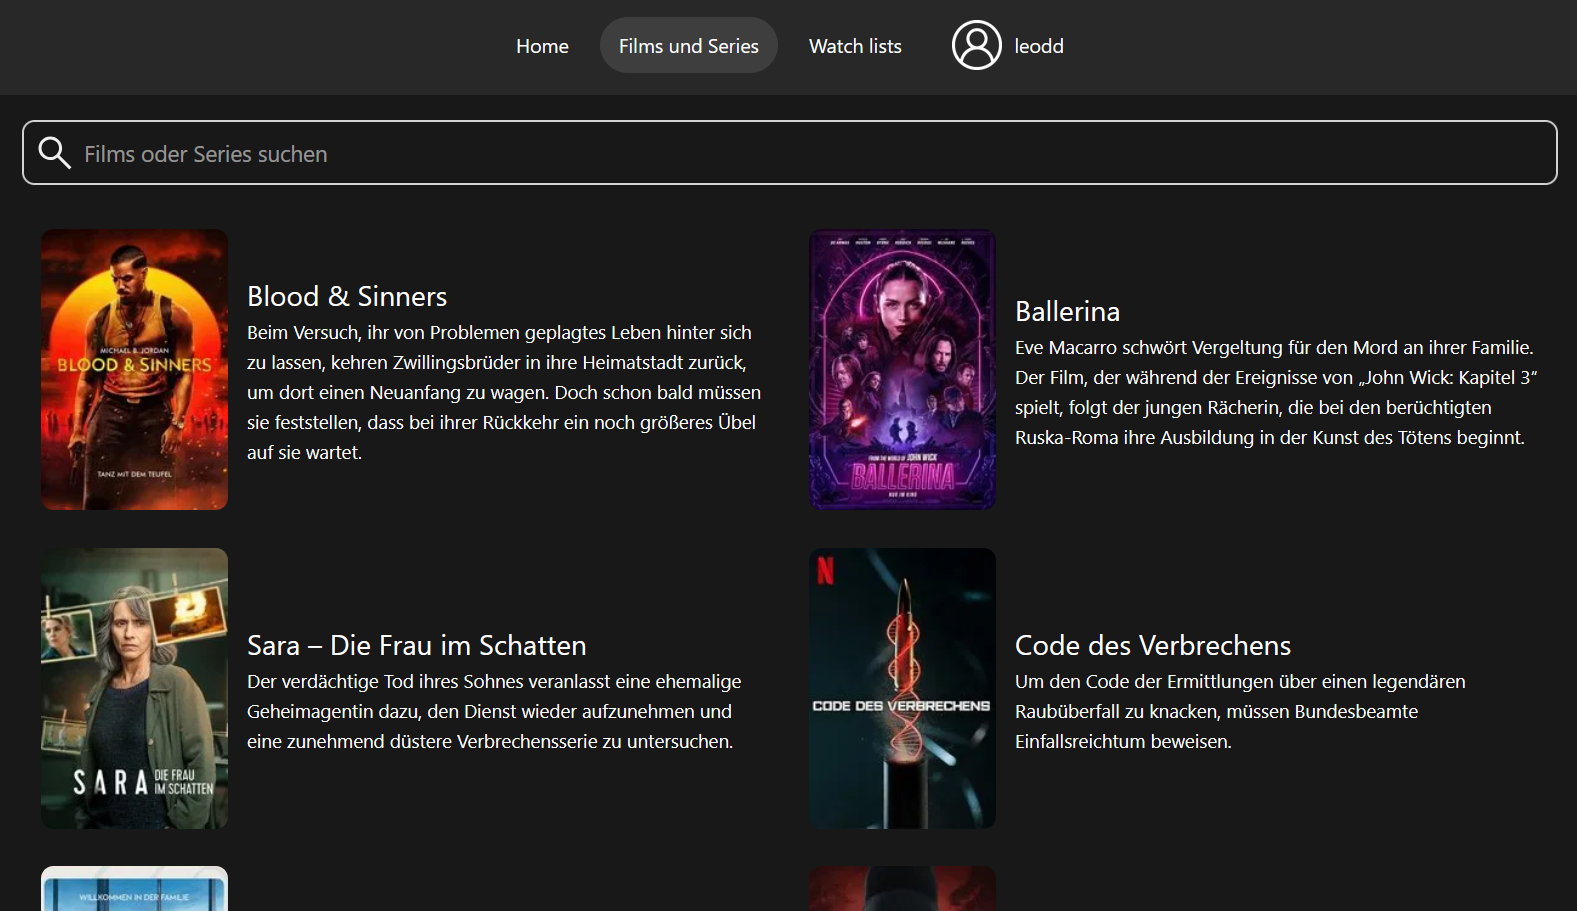 Home
Films und Series
Watch lists
leodd
Films oder Series suchen
MICHAEL B. JORDAN
BLOOD & SINNERS
TANZ MIT DEM TEUFEL
Blood & Sinners
Beim Versuch, ihr von Problemen geplagtes Leben hinter sich
zu lassen, kehren Zwillingsbrüder in ihre Heimatstadt zurück,
um dort einen Neuanfang zu wagen. Doch schon bald müssen
sie feststellen, dass bei ihrer Rückkehr ein noch größeres Übel
auf sie wartet.
FROM THE WORLD OF JOHN WICK
BALLERINA
NUR IM KINO
Ballerina
Eve Macarro schwört Vergeltung für den Mord an ihrer Familie.
Der Film, der während der Ereignisse von „John Wick: Kapitel 3“
spielt, folgt der jungen Rächerin, die bei den berüchtigten
Ruska-Roma ihre Ausbildung in der Kunst des Tötens beginnt.
SARA DIE FRAU
IM SCHATTEN
Sara – Die Frau im Schatten
Der verdächtige Tod ihres Sohnes veranlasst eine ehemalige
Geheimagentin dazu, den Dienst wieder aufzunehmen und
eine zunehmend düstere Verbrechensserie zu untersuchen.
N
CODE DES VERBRECHENS
Code des Verbrechens
Um den Code der Ermittlungen über einen legendären
Raubüberfall zu knacken, müssen Bundesbeamte
Einfallsreichtum beweisen.
WILLKOMMEN IN DER FAMILIE